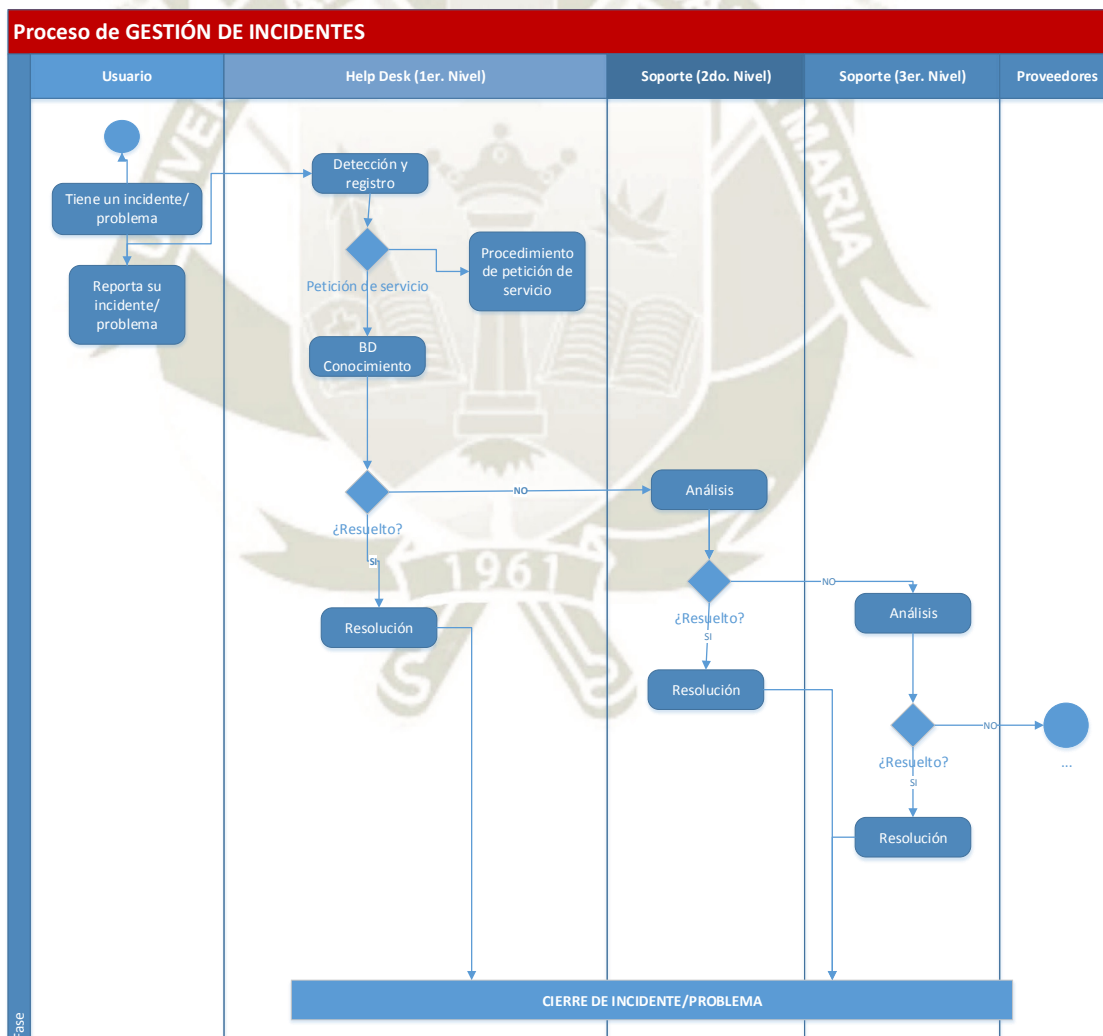 Proceso de GESTIÓN DE INCIDENTES
Usuario
Help Desk (1er. Nivel)
Soporte (2do. Nivel)
Soporte (3er. Nivel)
Proveedores
Tiene un incidente/
problema
Reporta su
incidente/
problema
Detección y
registro
Petición de servicio
Procedimiento
de petición de
servicio
BD
Conocimiento
¿Resuelto?
NO
SI
Resolución
Análisis
¿Resuelto?
NO
SI
Resolución
Análisis
¿Resuelto?
NO
SI
Resolución
...
CIERRE DE INCIDENTE/PROBLEMA
Fase
MARIA
1961